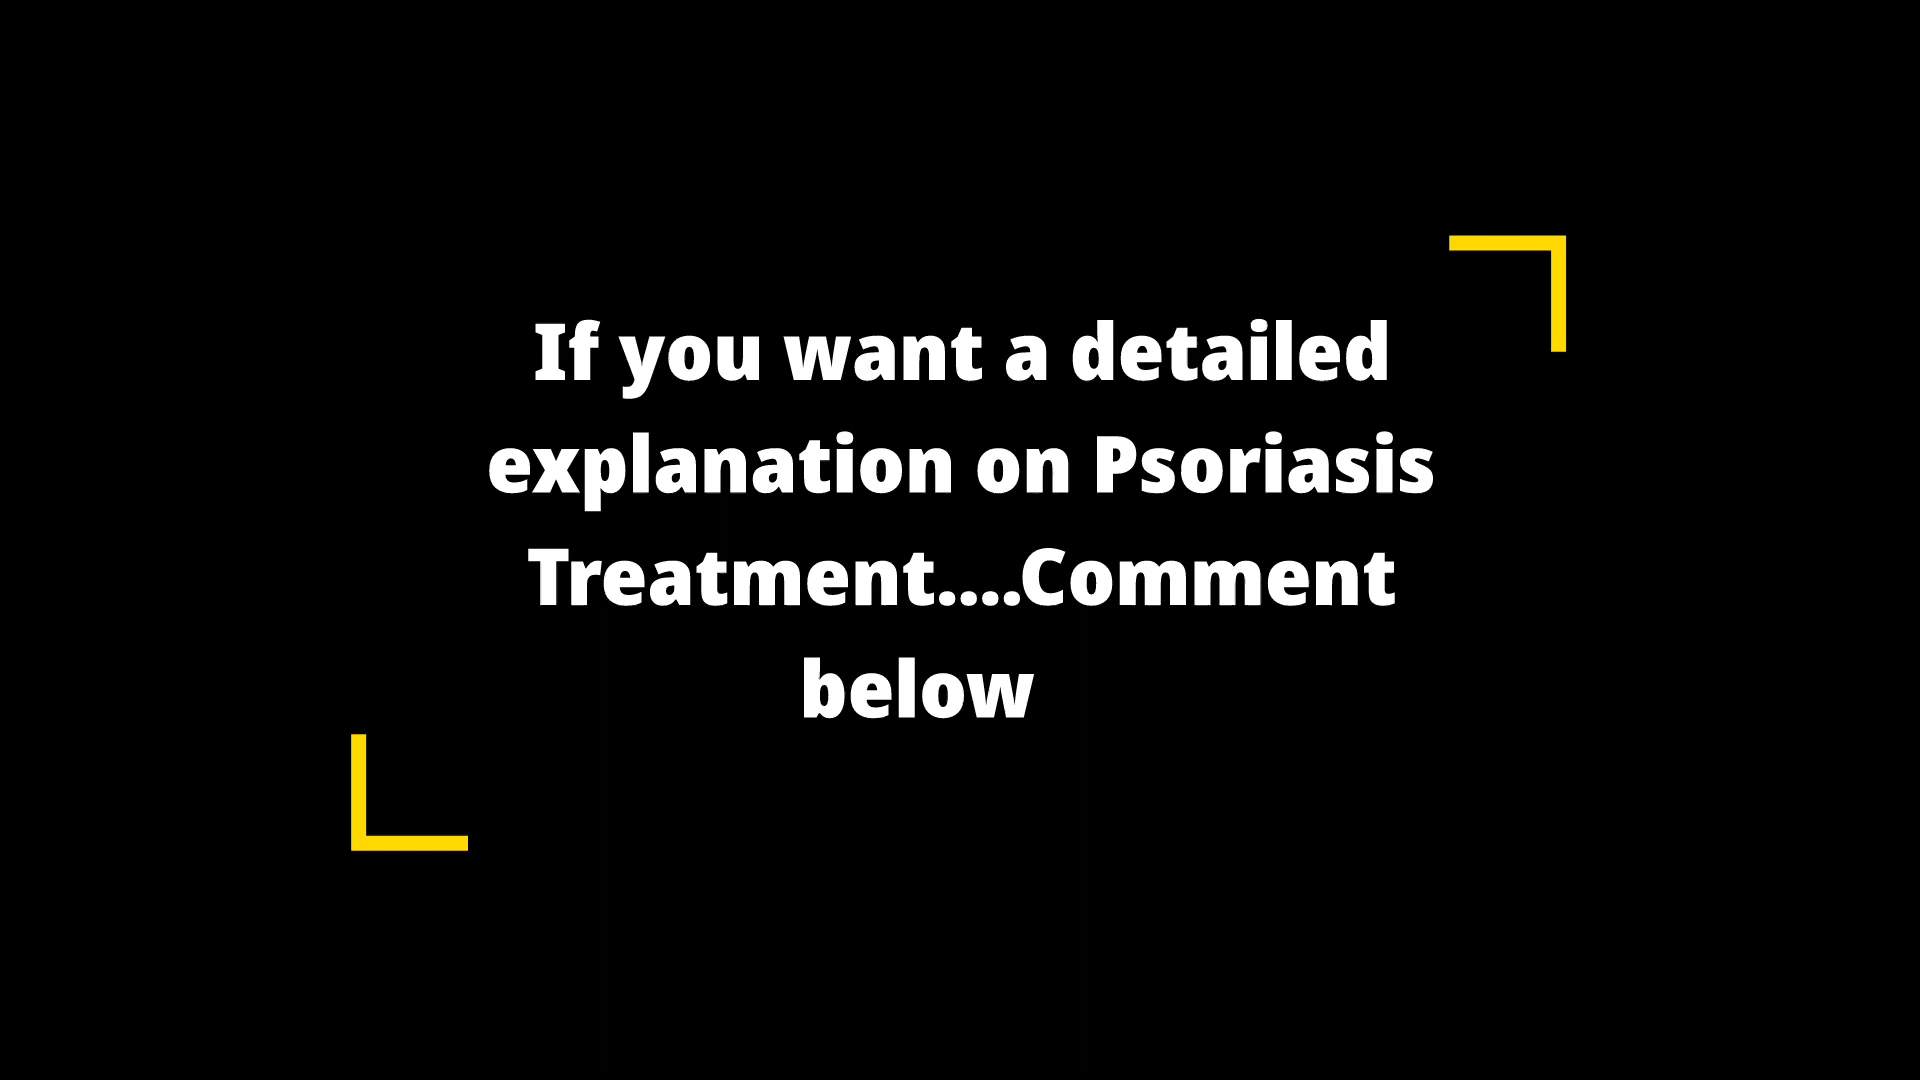 If you want a detailed
explanation on Psoriasis
Treatment....Comment
below